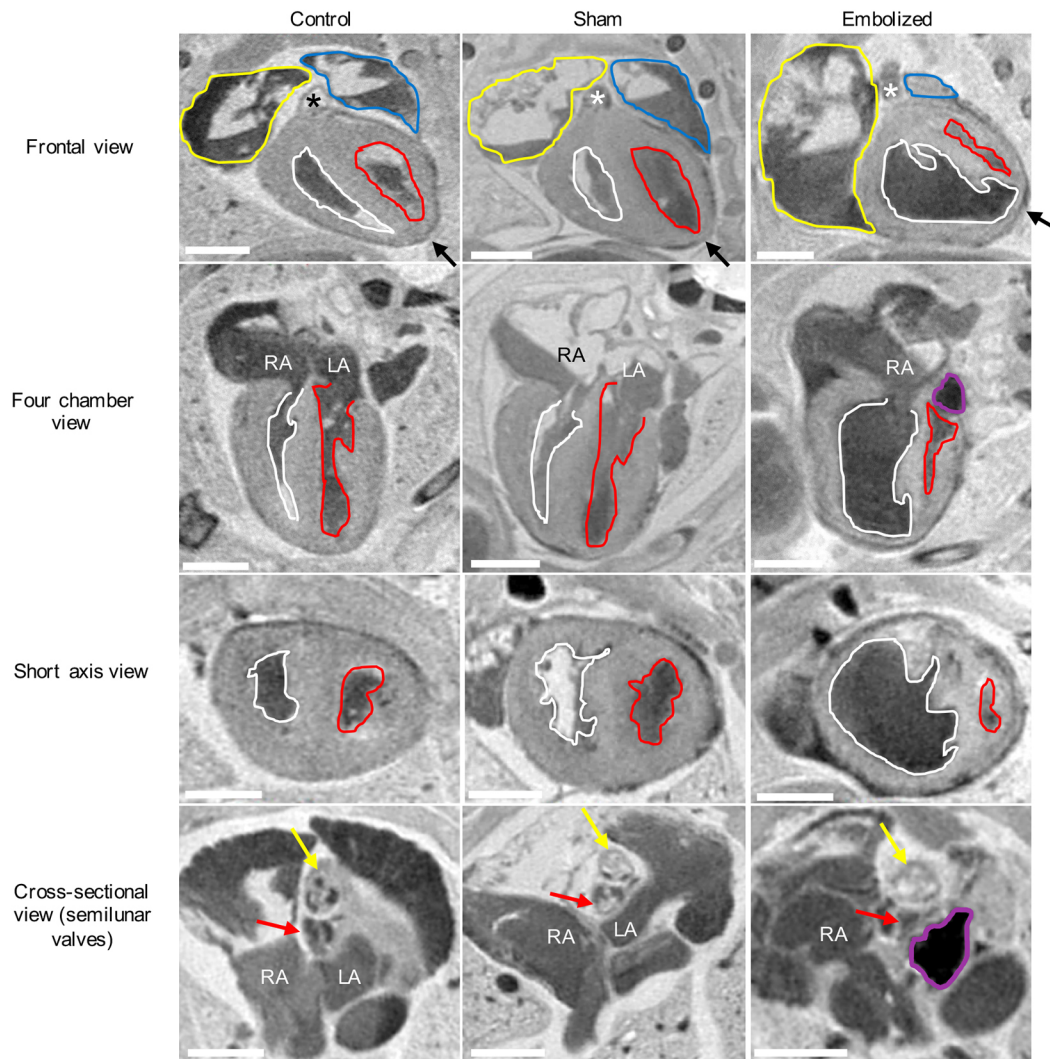 Control Sham Embolized
Frontal view
*
*
*
Four chamber
view
RA LA
RA LA
RA
Short axis view
Cross-sectional
view (semilunar
valves)
RA LA
RA LA
RA